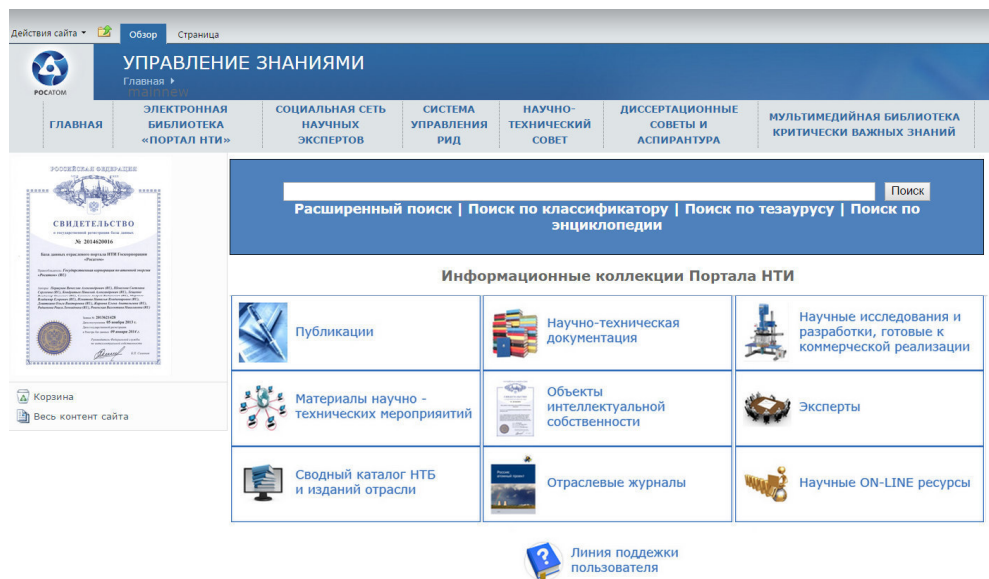 Действия сайта
Обзор
Страница
РОСАТОМ
УПРАВЛЕНИЕ ЗНАНИЯМИ
Главная
mainnew
ГЛАВНАЯ
ЭЛЕКТРОННАЯ
БИБЛИОТЕКА
«ПОРТАЛ НТИ»
СОЦИАЛЬНАЯ СЕТЬ
НАУЧНЫХ
ЭКСПЕРТОВ
СИСТЕМА
УПРАВЛЕНИЯ
РИД
НАУЧНО-
ТЕХНИЧЕСКИЙ
СОВЕТ
ДИССЕРТАЦИОННЫЕ
СОВЕТЫ И
АСПИРАНТУРА
МУЛЬТИМЕДИЙНАЯ БИБЛИОТЕКА
КРИТИЧЕСКИ ВАЖНЫХ ЗНАНИЙ
РОССИЙСКАЯ ФЕДЕРАЦИЯ
СВИДЕТЕЛЬСТВО
о государственной регистрации базы данных
№ 2014620016
Корзина
Весь контент сайта
Поиск
Расширенный поиск | Поиск по классификатору | Поиск по тезаурусу | Поиск по
энциклопедии
Информационные коллекции Портала НТИ
Публикации
Научно-техническая
документация
Научные исследования и
разработки, готовые к
коммерческой реализации
Материалы научно -
технических мероприяитий
Объекты
интеллектуальной
собственности
Эксперты
Сводный каталог НТБ
и изданий отрасли
Отраслевые журналы
Научные ON-LINE ресурсы
Линия поддежки
пользователя